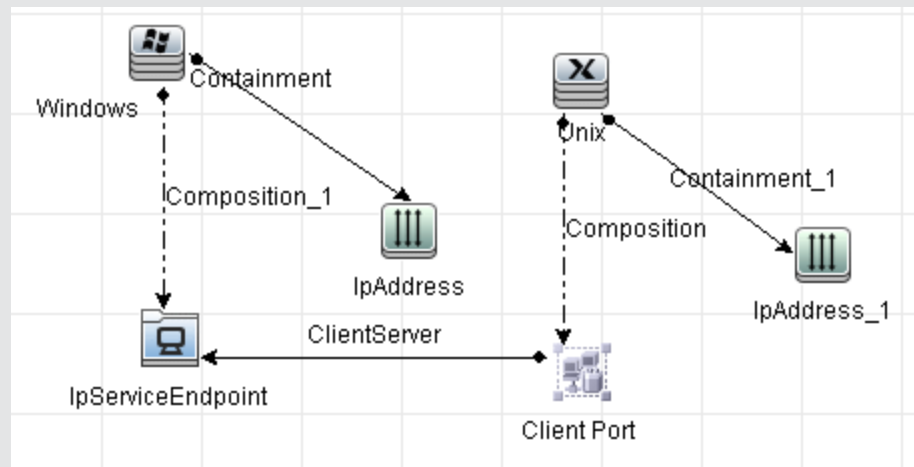 Containment
Windows
Unix
Composition_1
Containment_1
Composition
IpAddress
IpAddress_1
ClientServer
IpServiceEndpoint
Client Port